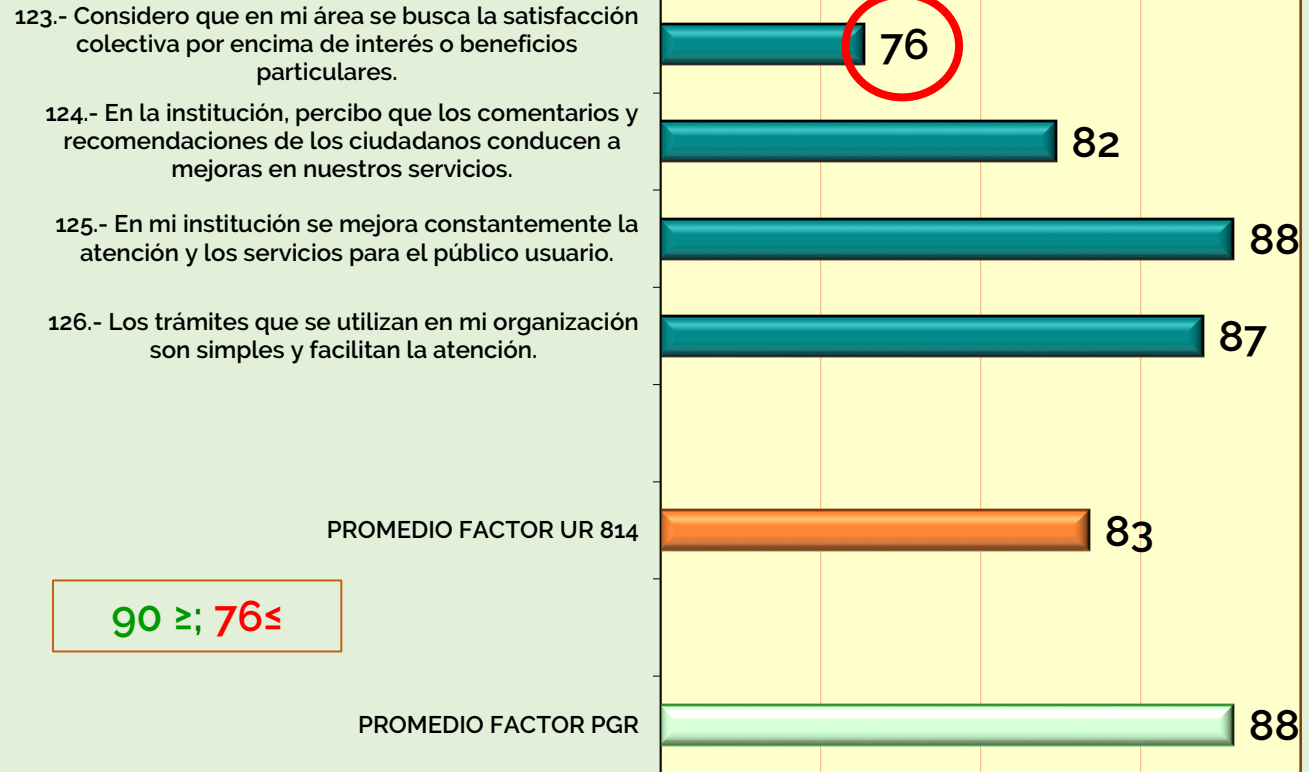 123.- Considero que en mi área se busca la satisfacción
colectiva por encima de interés o beneficios
particulares.
76
124.- En la institución, percibo que los comentarios y
recomendaciones de los ciudadanos conducen a
mejoras en nuestros servicios.
82
125.- En mi institución se mejora constantemente la
atención y los servicios para el público usuario.
88
126.- Los trámites que se utilizan en mi organización
son simples y facilitan la atención.
87
PROMEDIO FACTOR UR 814
83
90 ≥; 76≤
PROMEDIO FACTOR PGR
88